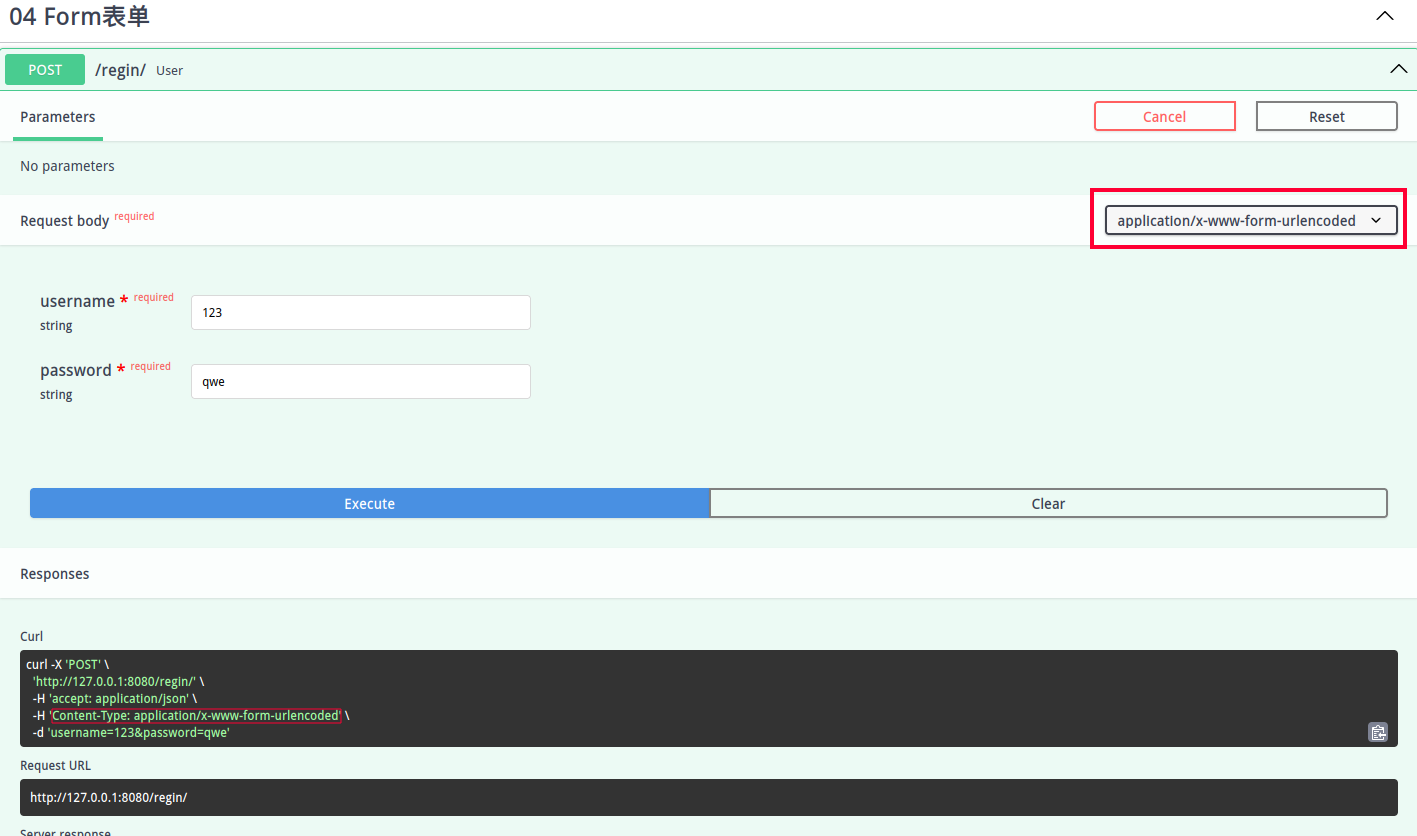 04 Form表单
POST /regin/ User
Parameters
Cancel
Reset
No parameters
Request body required
application/x-www-form-urlencoded
username * required
string
123
password * required
string
qwe
Execute
Clear
Responses
Curl
curl -X 'POST' \
'http://127.0.0.1:8080/regin/' \
-H 'accept: application/json' \
-H 'Content-Type: application/x-www-form-urlencoded' \
-d 'username=123&password=qwe'
Request URL
http://127.0.0.1:8080/regin/
Server response